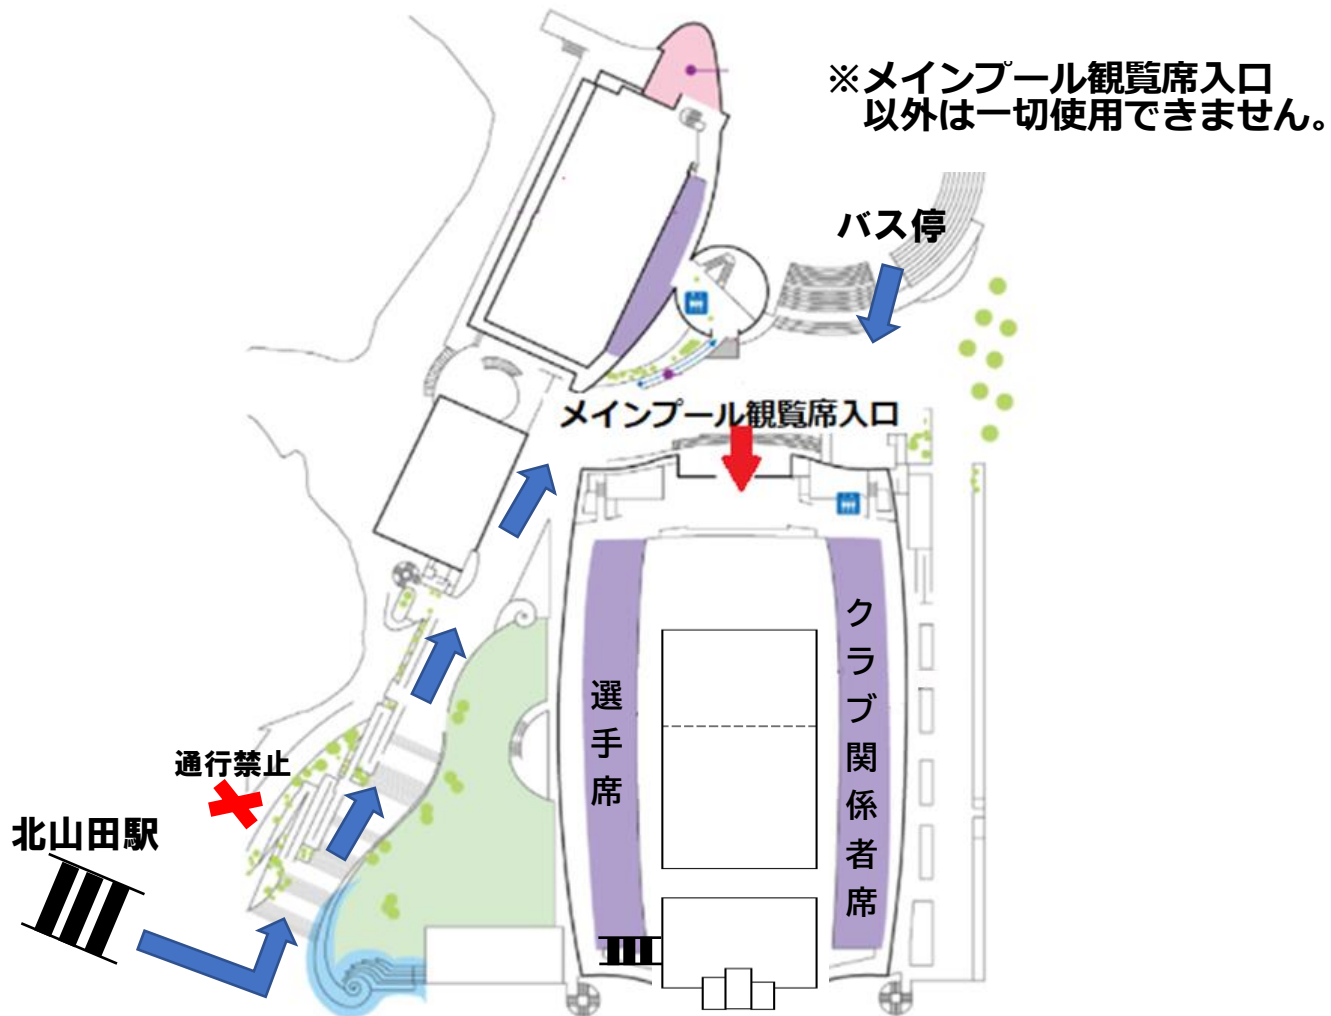 ※メインプール観覧席入口
以外は一切使用できません。
バス停
メインプール観覧席入口
選手席
クラブ関係者席
通行禁止
北山田駅